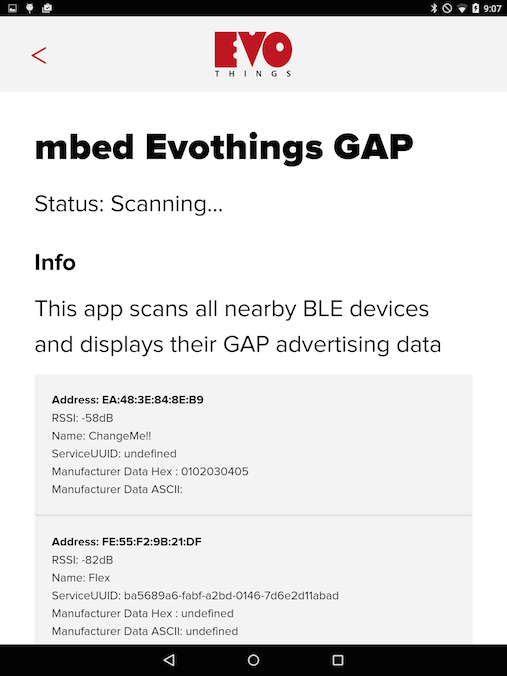 9:07
<
EVO
THINGS
mbed Evothings GAP
Status: Scanning...
Info
This app scans all nearby BLE devices
and displays their GAP advertising data
Address: EA:48:3E:84:8E:B9
RSSI: -58dB
Name: ChangeMe!!
ServiceUUID: undefined
Manufacturer Data Hex : 0102030405
Manufacturer Data ASCII:
Address: FE:55:F2:9B:21:DF
RSSI: -82dB
Name: Flex
ServiceUUID: ba5689a6-fabf-a2bd-0146-7d6e2d11abad
Manufacturer Data Hex : undefined
Manufacturer Data ASCII: undefined